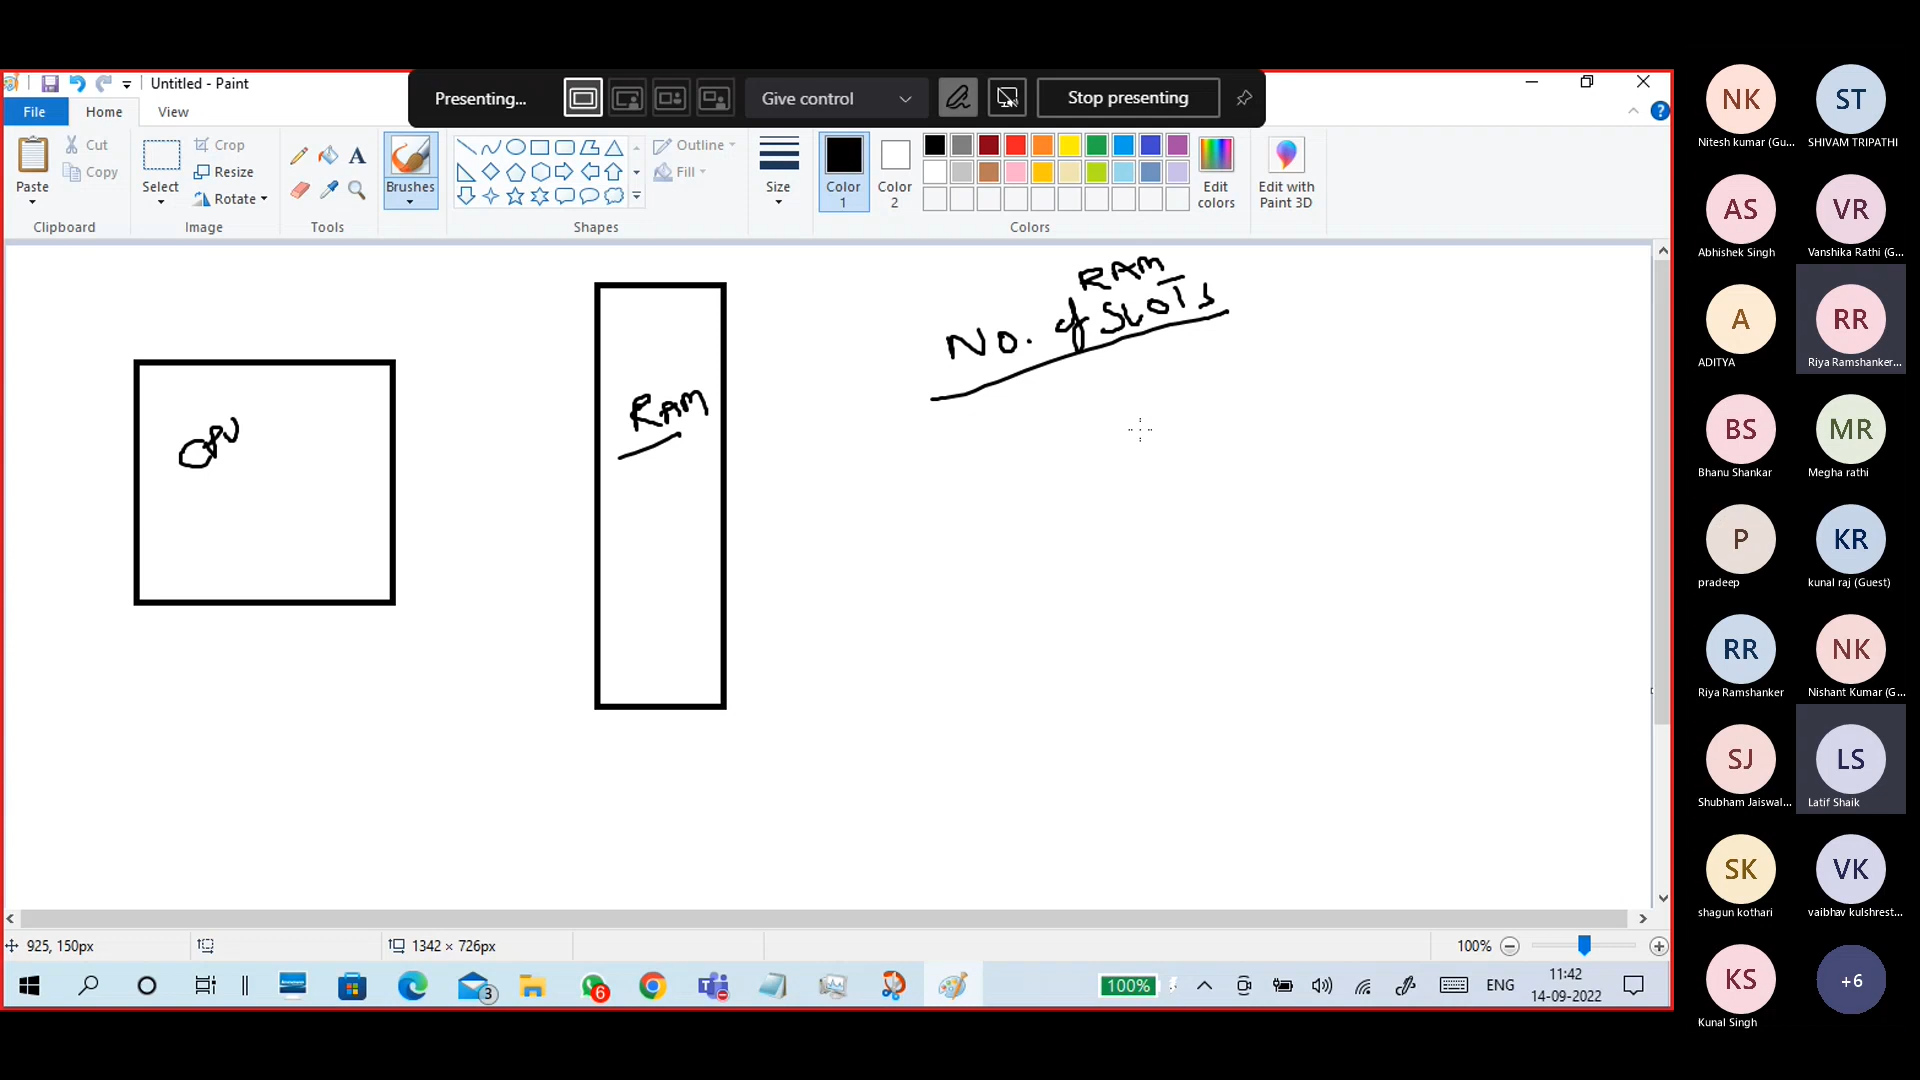 Untitled - Paint
Presenting...
Give control
Stop presenting
File
Home
View
Paste
Cut
Copy
Clipboard
Select
Crop
Resize
Rotate
Image
Tools
Brushes
Shapes
Outline
Fill
Size
Color 1
Color 2
Edit colors
Edit with Paint 3D
Colors
CPU
RAM
RAM
No. of SLOTs
925, 150px
1342 × 726px
100%
3
6
100%
ENG
11:42
14-09-2022
NK
Nitesh kumar (Gu...
ST
SHIVAM TRIPATHI
AS
Abhishek Singh
VR
Vanshika Rathi (G...
A
ADITYA
RR
Riya Ramshanker...
BS
Bhanu Shankar
MR
Megha rathi
P
pradeep
KR
kunal raj (Guest)
RR
Riya Ramshanker
NK
Nishant Kumar (G...
SJ
Shubham Jaiswal...
LS
Latif Shaik
SK
shagun kothari
VK
vaibhav kulshrest...
KS
Kunal Singh
+6